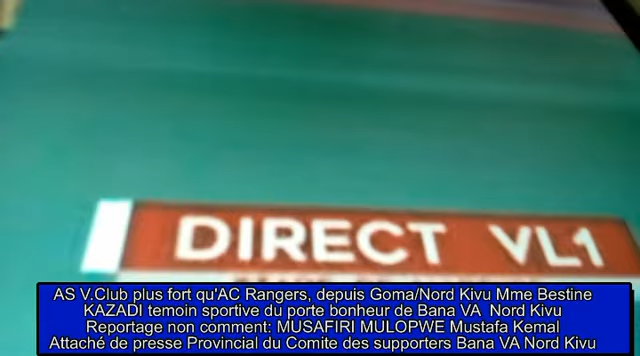 DIRECT VL1
AS V.Club plus fort qu'AC Rangers, depuis Goma/Nord Kivu Mme Bestine
KAZADI temoin sportive du porte bonheur de Bana VA Nord Kivu
Reportage non comment: MUSAFIRI MULOPWE Mustafa Kemal
Attaché de presse Provincial du Comite des supporters Bana VA Nord Kivu